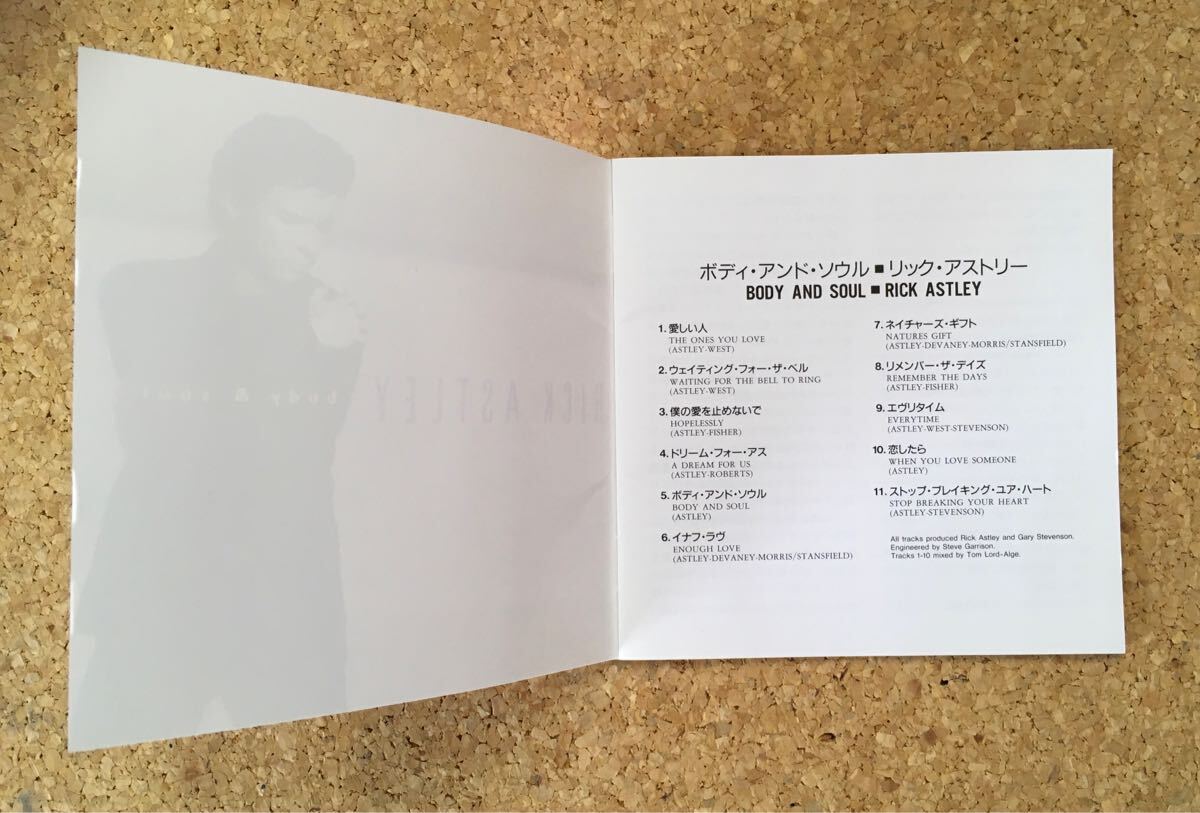 RICK ASTLEY
body & soul
ボディ・アンド・ソウル■リック・アストリー
BODY AND SOUL ■ RICK ASTLEY
1. 愛しい人
THE ONES YOU LOVE
(ASTLEY-WEST)
2. ウェイティング・フォー・ザ・ベル
WAITING FOR THE BELL TO RING
(ASTLEY-WEST)
3. 僕の愛を止めないで
HOPELESSLY
(ASTLEY-FISHER)
4. ドリーム・フォー・アス
A DREAM FOR US
(ASTLEY-ROBERTS)
5. ボディ・アンド・ソウル
BODY AND SOUL
(ASTLEY)
6. イナフ・ラヴ
ENOUGH LOVE
(ASTLEY-DEVANEY-MORRIS/STANSFIELD)
7. ネイチャーズ・ギフト
NATURES GIFT
(ASTLEY-DEVANEY-MORRIS/STANSFIELD)
8. リメンバー・ザ・デイズ
REMEMBER THE DAYS
(ASTLEY-FISHER)
9. エヴリタイム
EVERYTIME
(ASTLEY-WEST-STEVENSON)
10. 恋したら
WHEN YOU LOVE SOMEONE
(ASTLEY)
11. ストップ・ブレイキング・ユア・ハート
STOP BREAKING YOUR HEART
(ASTLEY-STEVENSON)
All tracks produced Rick Astley and Gary Stevenson.
Engineered by Steve Garrison.
Tracks 1-10 mixed by Tom Lord-Alge.